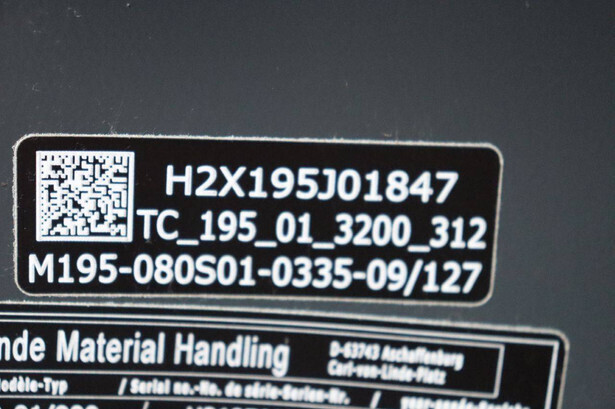 H2X195J01847
TC_195_01_3200_312
M195-080S01-0335-09/127
nde Material Handling
D-63743 Aschaffenburg
Carl-von-Linde-Platz
Modèle-Typ / Serial no.-No. de série-Serien-Nr. /